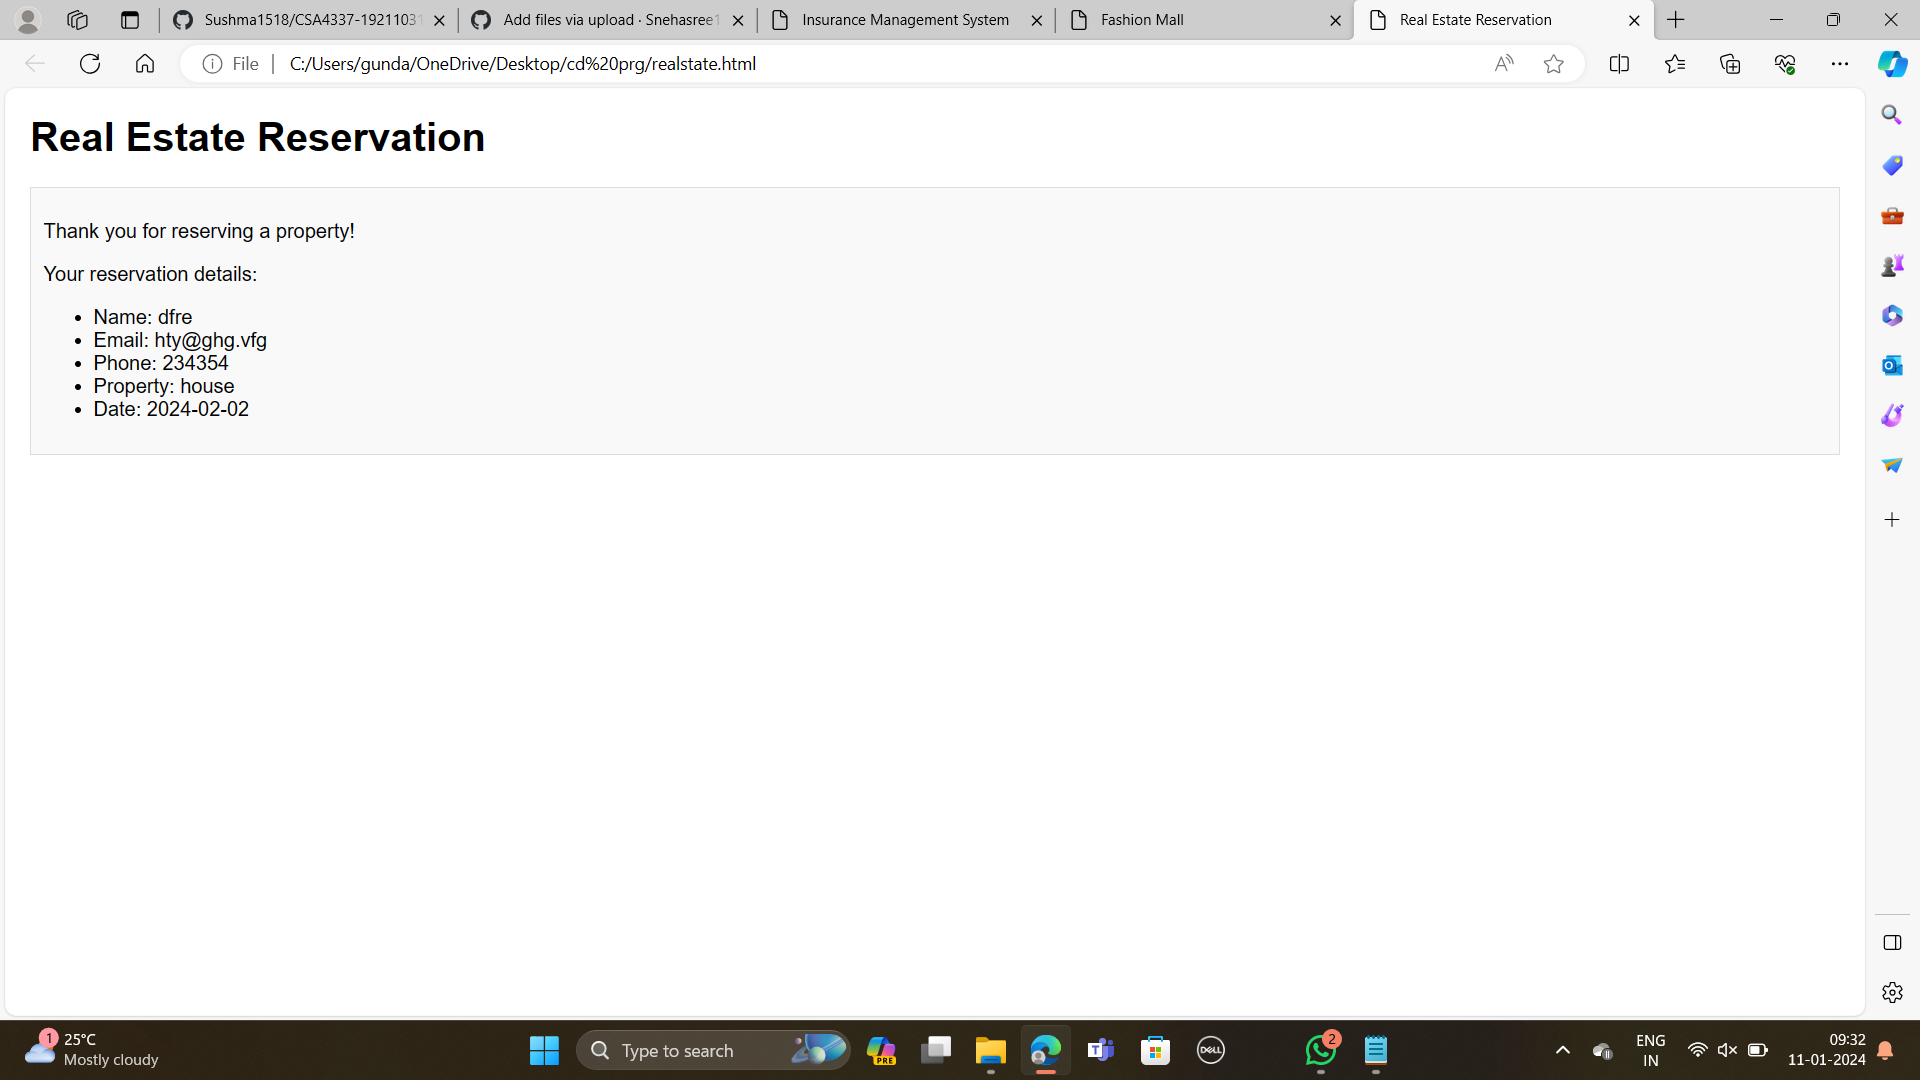 Sushma1518/CSA4337-19211031
Add files via upload · Snehasree1
Insurance Management System
Fashion Mall
Real Estate Reservation
File
C:/Users/gunda/OneDrive/Desktop/cd%20prg/realstate.html
Real Estate Reservation
Thank you for reserving a property!
Your reservation details:
• Name: dfre
• Email: hty@ghg.vfg
• Phone: 234354
• Property: house
• Date: 2024-02-02
1
25°C
Mostly cloudy
Type to search
PRE
DELL
2
ENG
IN
09:32
11-01-2024